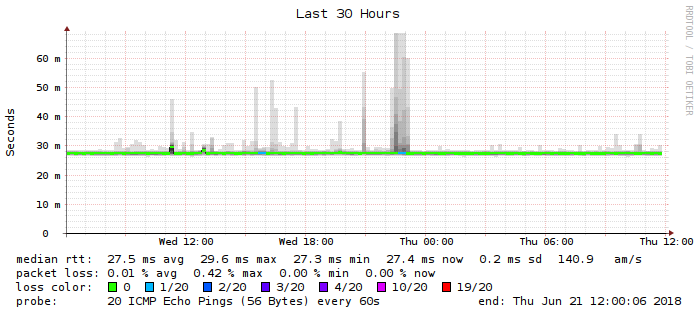 Last 30 Hours
RRDTOOL / TOBI OETIKER
Seconds
60 m
50 m
40 m
30 m
20 m
10 m
0
Wed 12:00 Wed 18:00 Thu 00:00 Thu 06:00 Thu 12:00
median rtt: 27.5 ms avg 29.6 ms max 27.3 ms min 27.4 ms now 0.2 ms sd 140.9 am/s
packet loss: 0.01 % avg 0.42 % max 0.00 % min 0.00 % now
loss color: 0 1/20 2/20 3/20 4/20 10/20 19/20
probe: 20 ICMP Echo Pings (56 Bytes) every 60s end: Thu Jun 21 12:00:06 2018